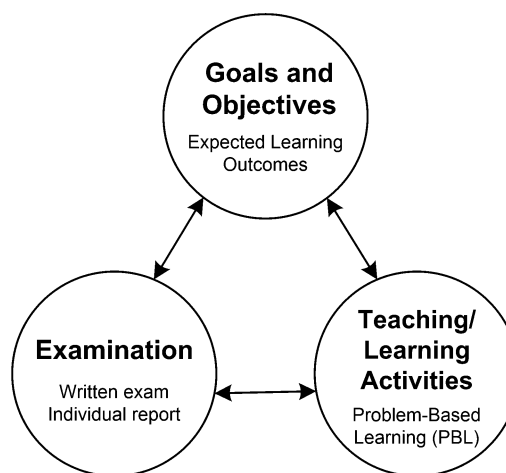 Goals and
Objectives
Expected Learning
Outcomes
Examination
Written exam
Individual report
Teaching/
Learning
Activities
Problem-Based
Learning (PBL)